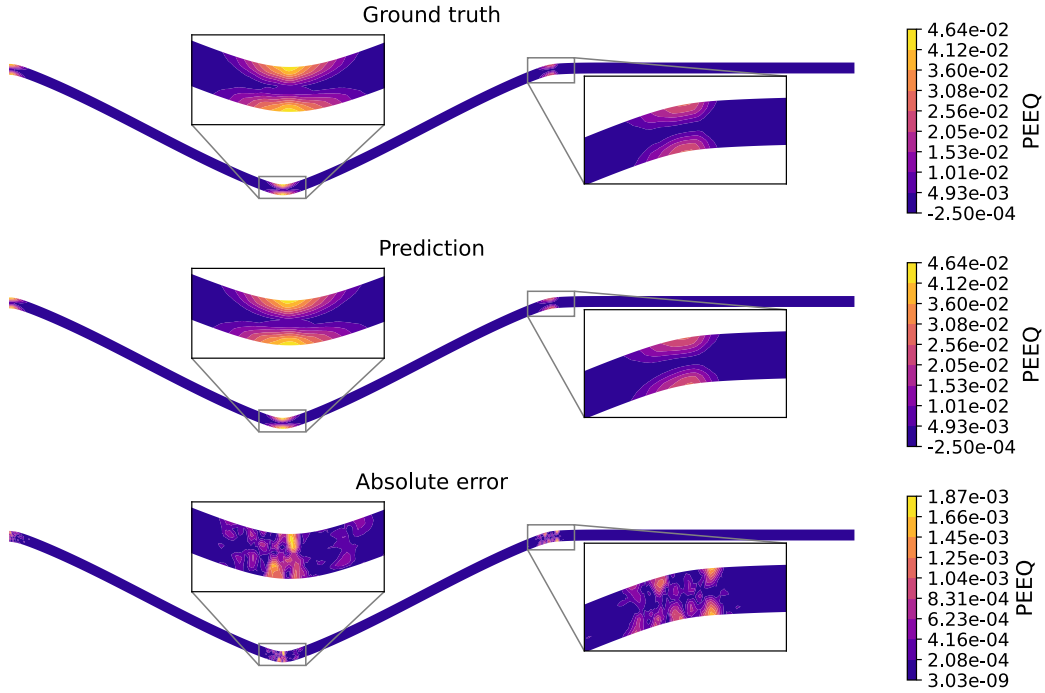 Ground truth
4.64e-02
4.12e-02
3.60e-02
3.08e-02
2.56e-02
2.05e-02
1.53e-02
1.01e-02
4.93e-03
-2.50e-04
PEEQ
Prediction
4.64e-02
4.12e-02
3.60e-02
3.08e-02
2.56e-02
2.05e-02
1.53e-02
1.01e-02
4.93e-03
-2.50e-04
PEEQ
Absolute error
1.87e-03
1.66e-03
1.45e-03
1.25e-03
1.04e-03
8.31e-04
6.23e-04
4.16e-04
2.08e-04
3.03e-09
PEEQ